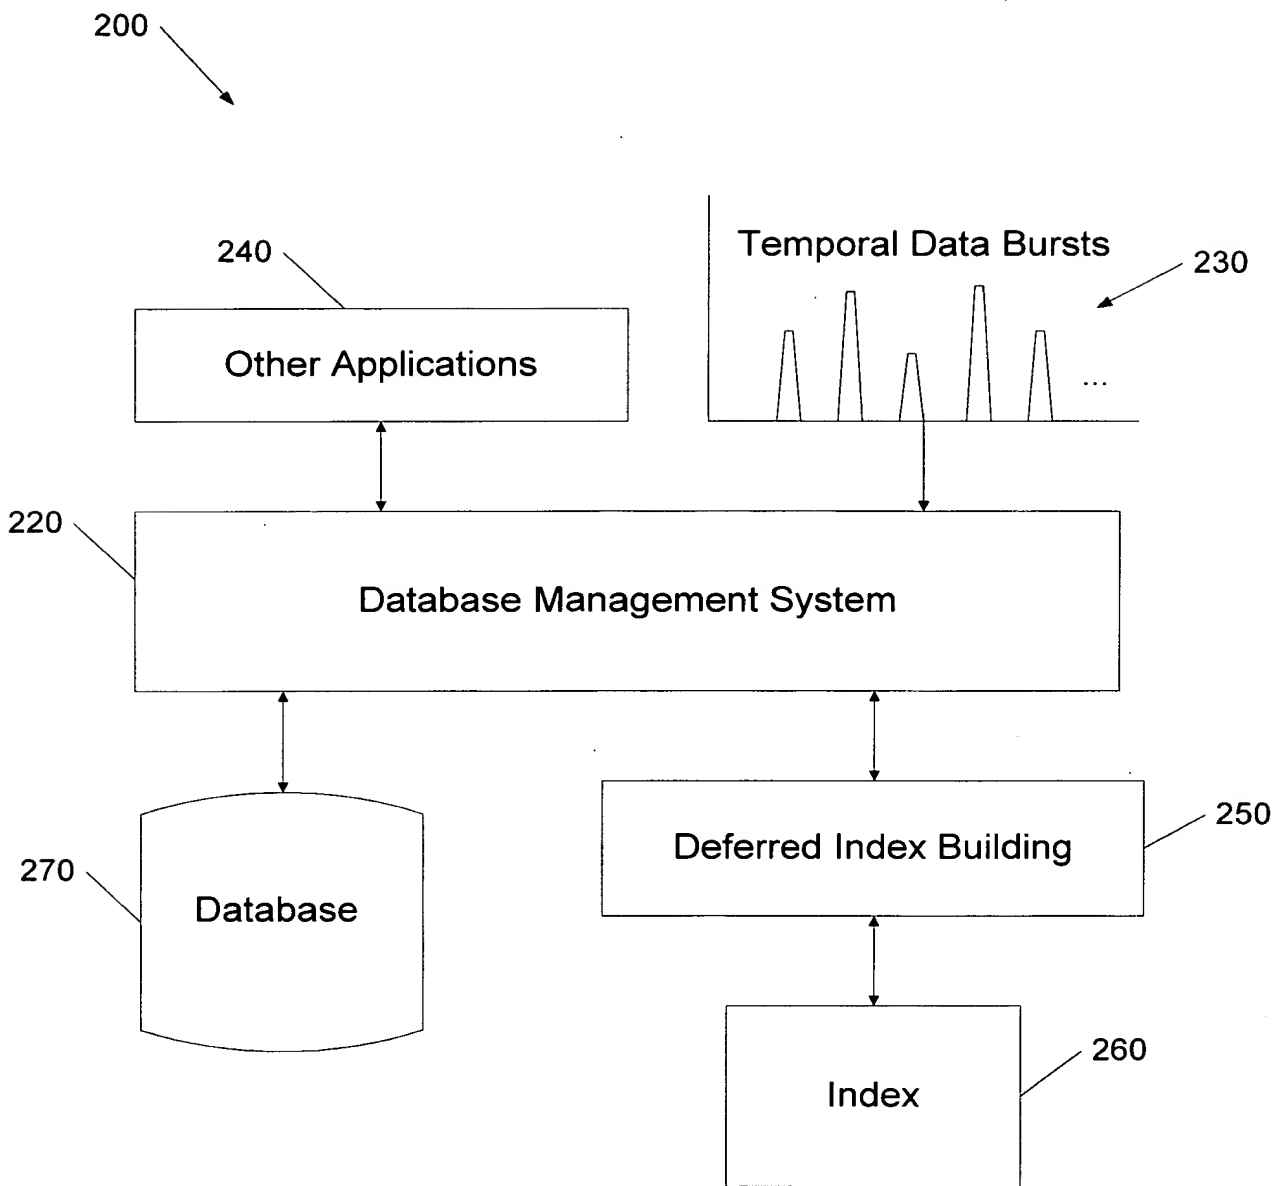 200
Temporal Data Bursts
230
240
Other Applications
...
220
Database Management System
250
Deferred Index Building
270
Database
260
Index